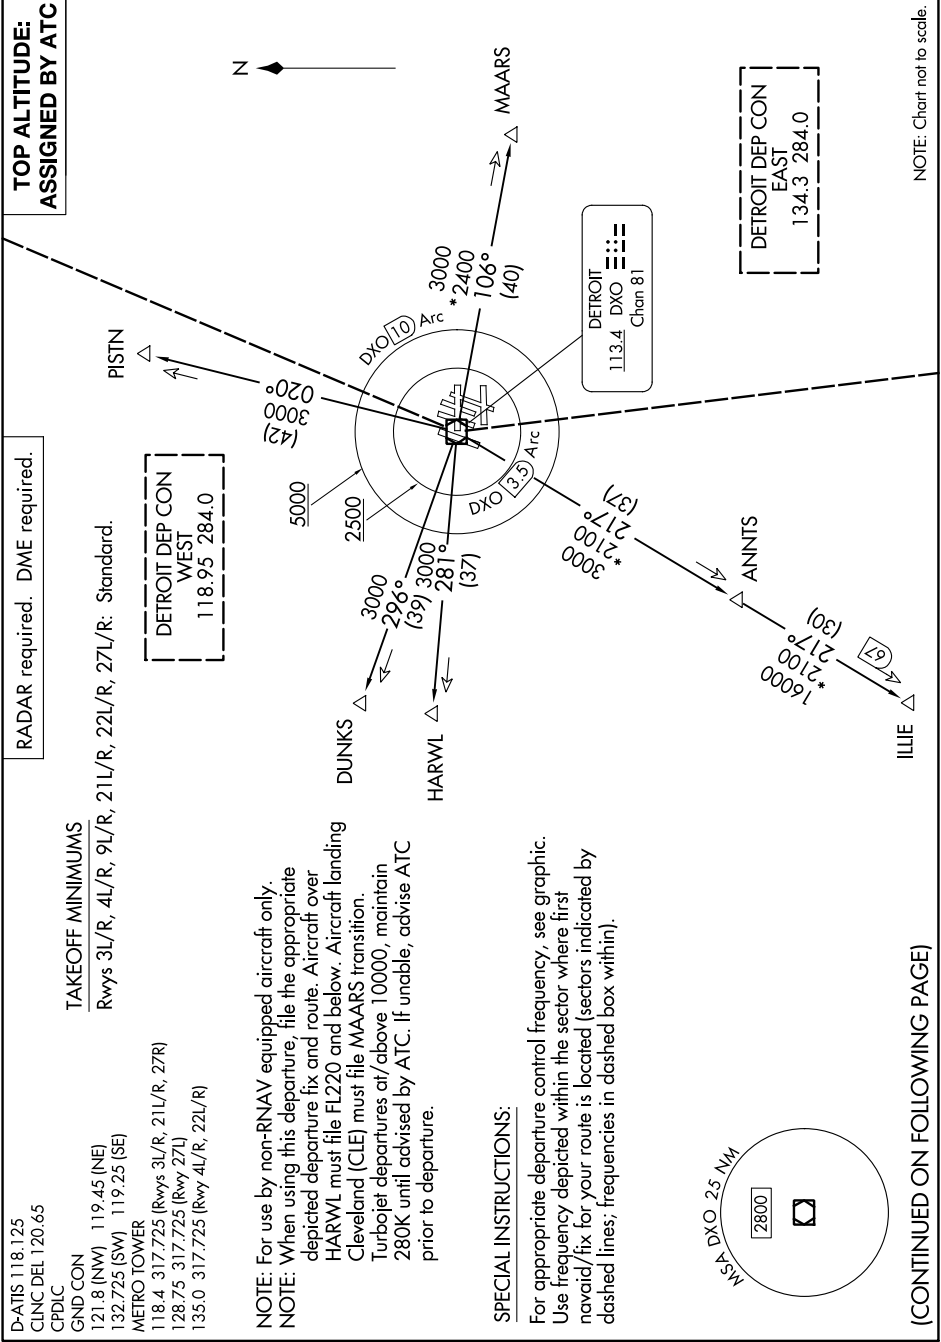 D-ATIS 118.125
CLNC DEL 120.65
CPDLC
GND CON
121.8 (NW) 119.45 (NE)
132.725 (SW) 119.25 (SE)
METRO TOWER
118.4 317.725 (Rwys 3L/R, 21L/R, 27R)
128.75 317.725 (Rwy 27L)
135.0 317.725 (Rwy 4L/R, 22L/R)
RADAR required. DME required.
TOP ALTITUDE:
ASSIGNED BY ATC
TAKEOFF MINIMUMS
Rwys 3L/R, 4L/R, 9L/R, 21L/R, 22L/R, 27L/R: Standard.
NOTE: For use by non-RNAV equipped aircraft only.
NOTE: When using this departure, file the appropriate
depicted departure fix and route. Aircraft over
HARWL must file FL220 and below. Aircraft landing
Cleveland (CLE) must file MAARS transition.
Turbojet departures at/above 10000, maintain
280K until advised by ATC. If unable, advise ATC
prior to departure.
SPECIAL INSTRUCTIONS:
For appropriate departure control frequency, see graphic.
Use frequency depicted within the sector where first
navaid/fix for your route is located (sectors indicated by
dashed lines; frequencies in dashed box within).
MSA DXO 25 NM
2800
DETROIT DEP CON
WEST
118.95 284.0
PISTN
020°
3000
(42)
N
DXO 10 Arc
5000
2500
DXO 3.5 Arc
3000
*2400
106°
(40)
MAARS
DETROIT
113.4 DXO
Chan 81
DUNKS
3000
296°
(39)
HARWL
3000
281°
(37)
3000
*2100
217°
(37)
ANNTS
16000
*2100
217°
(30)
67
ILLIE
DETROIT DEP CON
EAST
134.3 284.0
NOTE: Chart not to scale.
(CONTINUED ON FOLLOWING PAGE)